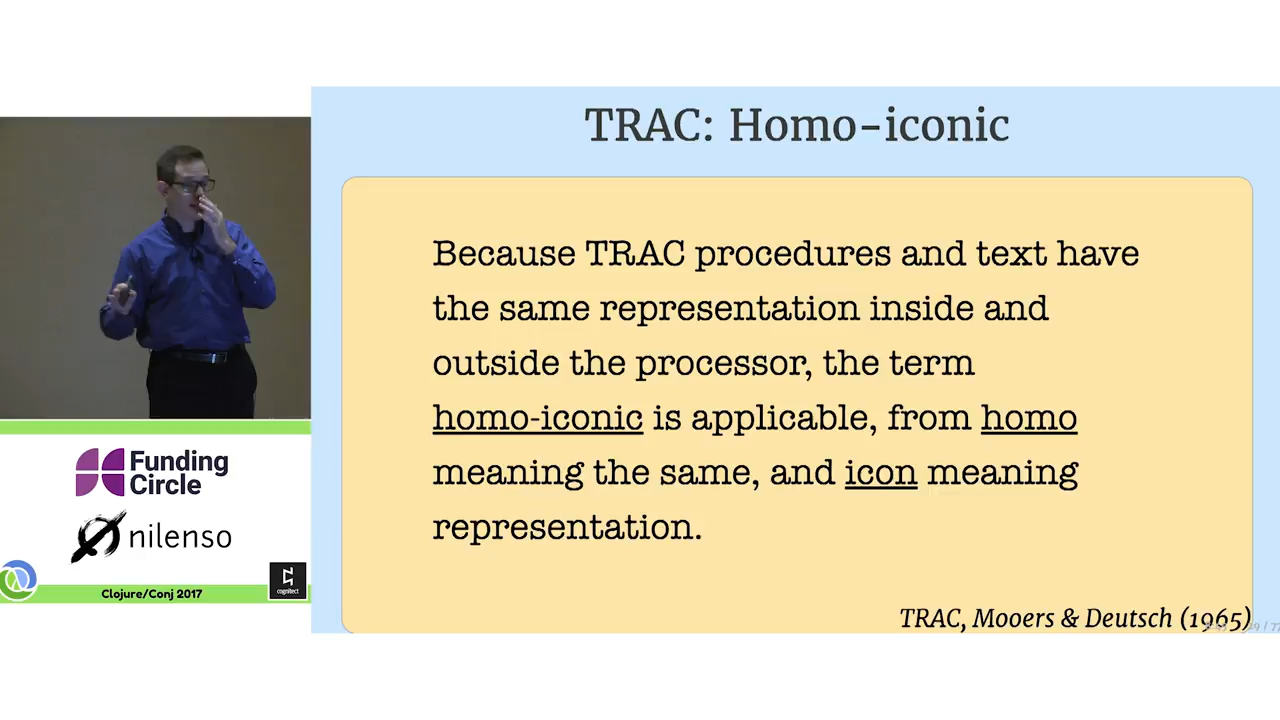 TRAC: Homo-iconic
Because TRAC procedures and text have
the same representation inside and
outside the processor, the term
homo-iconic is applicable, from homo
meaning the same, and icon meaning
representation.
TRAC, Mooers & Deutsch (1965)
Funding
Circle
nilenso
cognitect
Clojure/Conj 2017